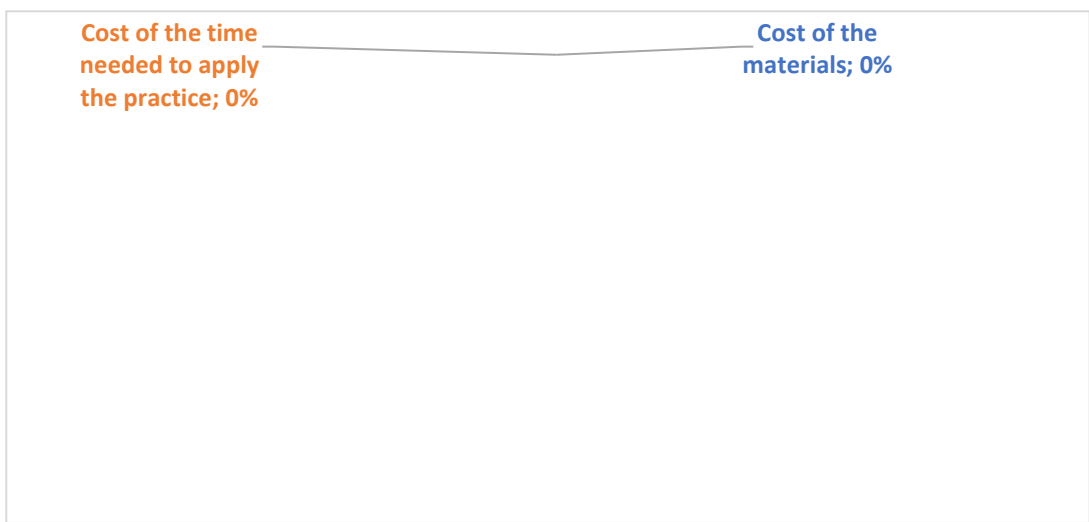 Cost of the time
needed to apply
the practice; 0%
Cost of the
materials; 0%